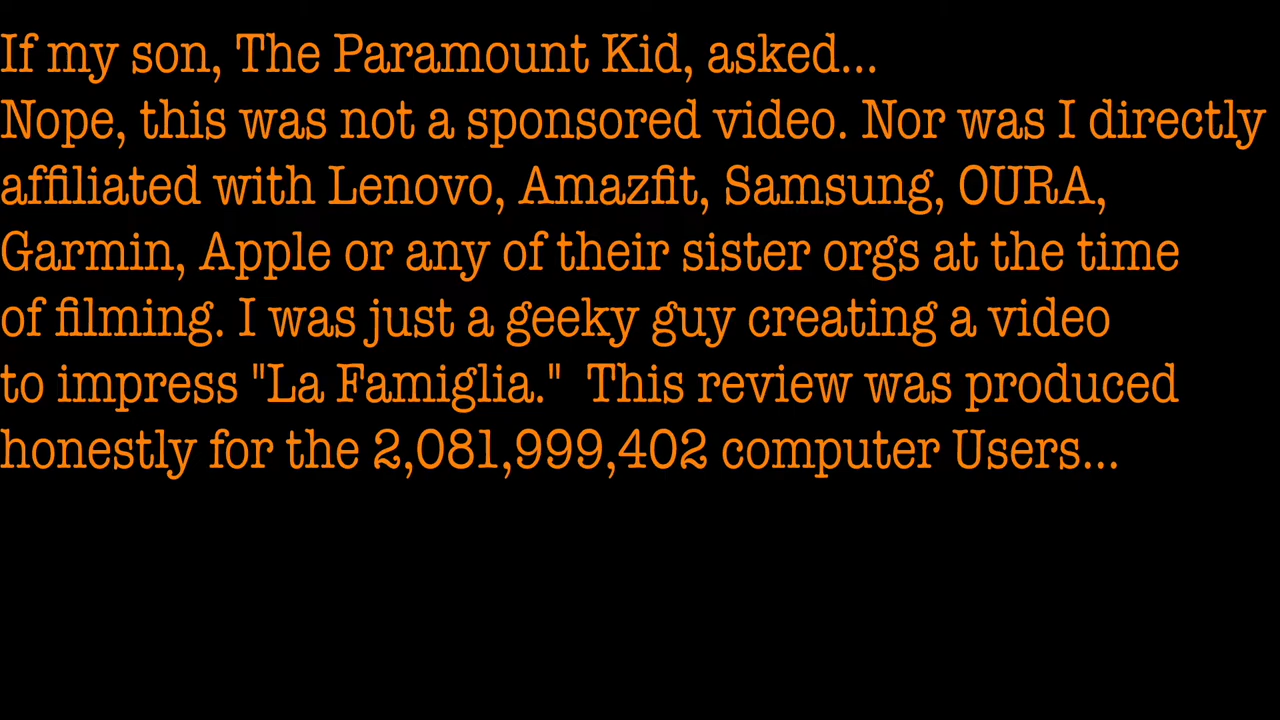 If my son, The Paramount Kid, asked...
Nope, this was not a sponsored video. Nor was I directly
affiliated with Lenovo, Amazfit, Samsung, OURA,
Garmin, Apple or any of their sister orgs at the time
of filming. I was just a geeky guy creating a video
to impress "La Famiglia."  This review was produced
honestly for the 2,081,999,402 computer Users...